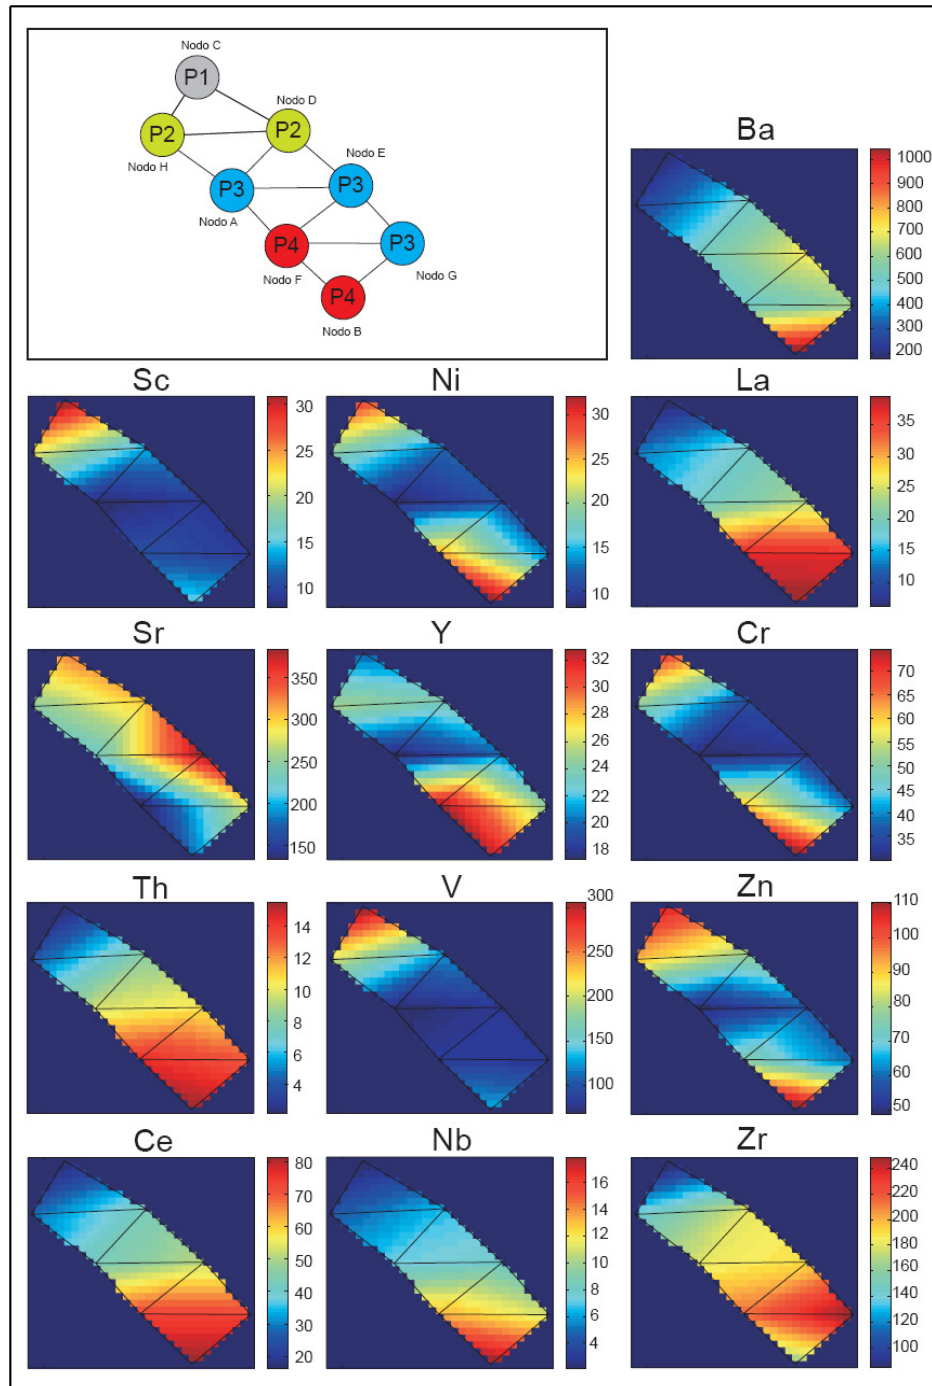 Nodo C
P1
Nodo D
P2
P2
Nodo H
Nodo E
P3
P3
Nodo A
P4
P3
Nodo F
Nodo G
P4
Nodo B
Ba
1000
900
800
700
600
500
400
300
200
Sc
30
20
10
Ni
30
25
20
15
10
La
35
30
25
20
15
10
Sr
350
300
250
200
150
Y
32
30
28
26
24
22
20
18
Cr
70
65
60
55
50
45
40
35
Th
14
12
10
8
6
4
V
300
250
200
150
100
Zn
110
100
90
80
70
60
50
Ce
80
70
60
50
40
30
20
Nb
16
14
12
10
8
6
4
Zr
240
220
200
180
160
140
120
100